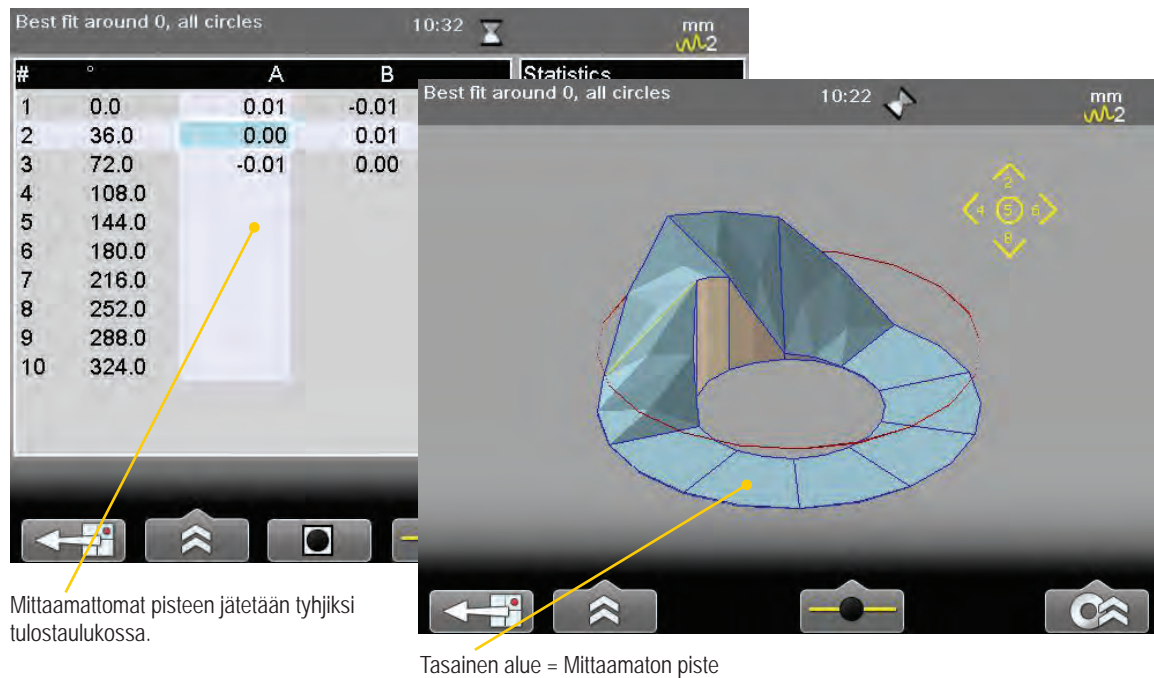 Best fit around 0, all circles 10:32 mm
2
# ° A B Statistics
1 0.0 0.01 -0.01
2 36.0 0.00 0.01
3 72.0 -0.01 0.00
4 108.0
5 144.0
6 180.0
7 216.0
8 252.0
9 288.0
10 324.0
Mittaamattomat pisteen jätetään tyhjiksi
tulostaulukossa.
Best fit around 0, all circles 10:22 mm
2
2
4 5 6
8
Tasainen alue = Mittaamaton piste